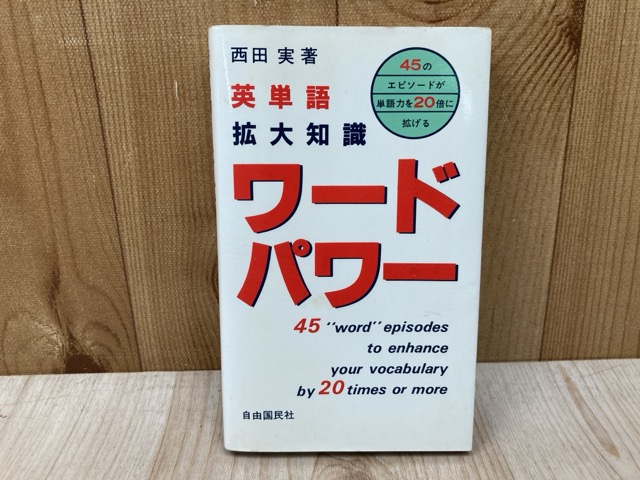 西田 実 著
45の
エピソードが
単語力を20倍に
拡げる
英単語
拡大知識
ワード
パワー
45 "word" episodes
to enhance
your vocabulary
by 20 times or more
自由国民社